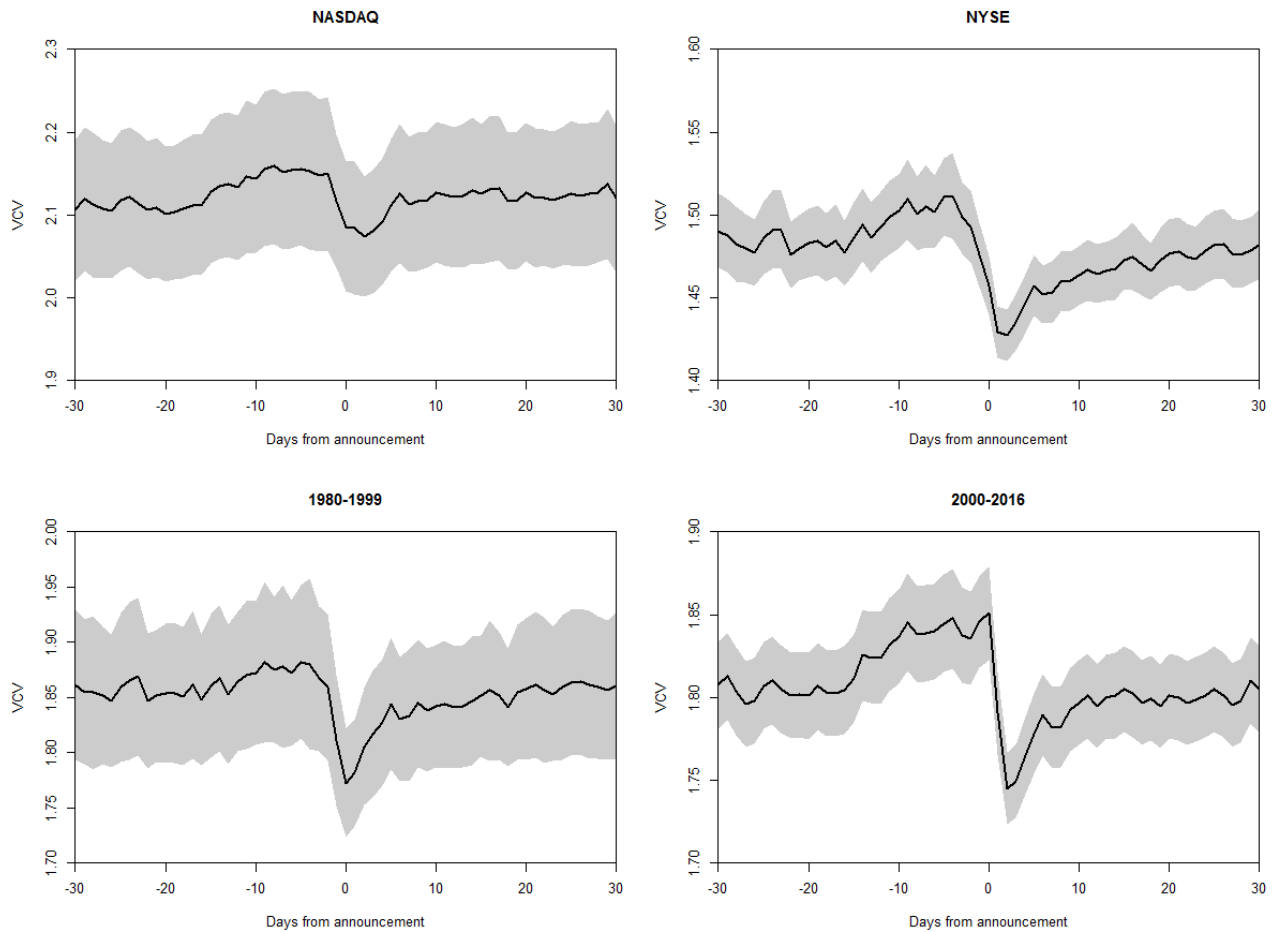 NASDAQ
VCV
2.3
2.2
2.1
2.0
1.9
-30 -20 -10 0 10 20 30
Days from announcement
NYSE
VCV
1.60
1.55
1.50
1.45
1.40
-30 -20 -10 0 10 20 30
Days from announcement
1980-1999
VCV
2.00
1.95
1.90
1.85
1.80
1.75
1.70
-30 -20 -10 0 10 20 30
Days from announcement
2000-2016
VCV
1.90
1.85
1.80
1.75
1.70
-30 -20 -10 0 10 20 30
Days from announcement